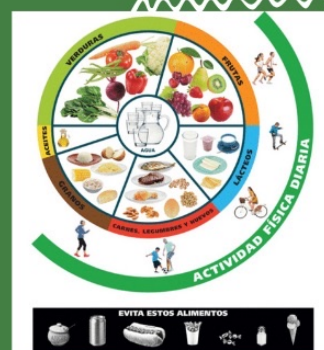 VERDURAS
FRUTAS
ACEITES
AGUA
LÁCTEOS
GRANOS
CARNES, LEGUMBRES Y HUEVOS
ACTIVIDAD FÍSICA DIARIA
EVITA ESTOS ALIMENTOS